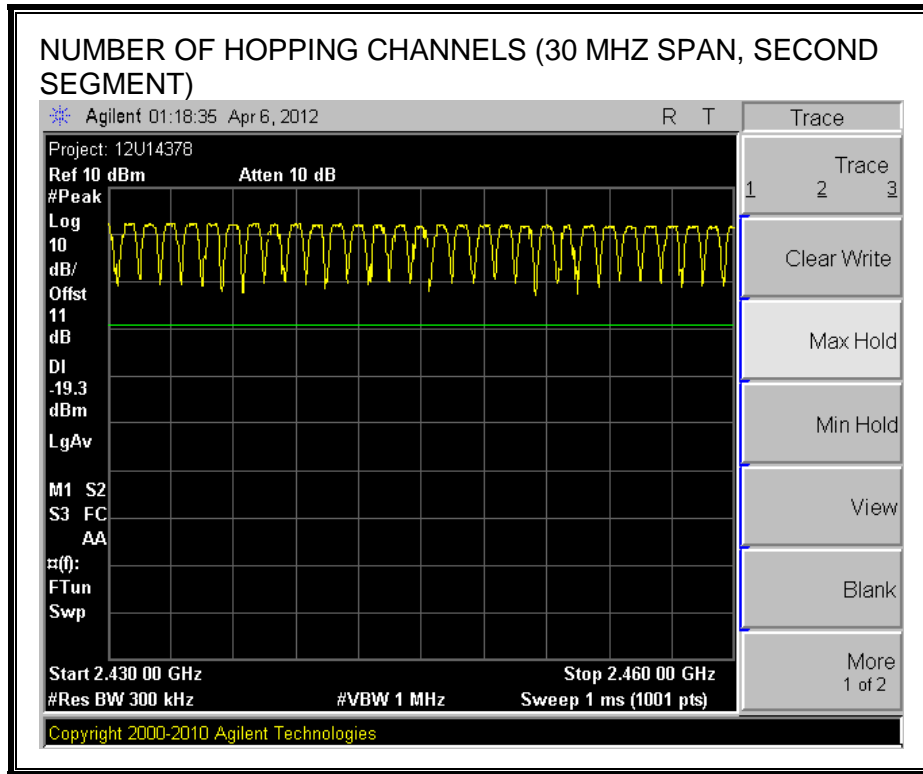 NUMBER OF HOPPING CHANNELS (30 MHZ SPAN, SECOND
SEGMENT)
Agilent 01:18:35 Apr 6, 2012 R T
Trace
Project: 12U14378
Ref 10 dBm Atten 10 dB
#Peak
Log
10
dB/
Offst
11
dB
DI
-19.3
dBm
LgAv
M1 S2
S3 FC
AA
¤(f):
FTun
Swp
Start 2.430 00 GHz Stop 2.460 00 GHz
#Res BW 300 kHz #VBW 1 MHz Sweep 1 ms (1001 pts)
Copyright 2000-2010 Agilent Technologies
Trace
1 2 3
Clear Write
Max Hold
Min Hold
View
Blank
More
1 of 2